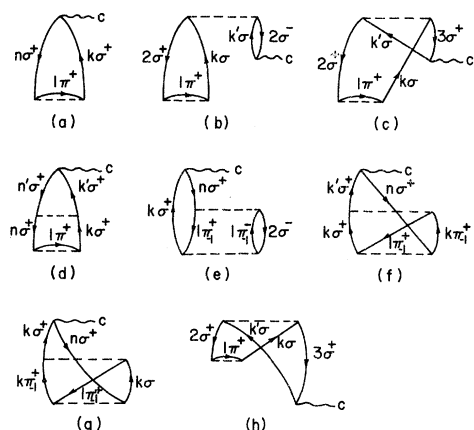 C
nσ⁺ kσ⁺
1π⁺
(a)
2σ⁺ kσ k'σ 2σ⁻ C
1π⁺
(b)
k'σ 3σ⁺ C
2σ⁺ kσ
1π⁺
(c)
C
n'σ⁺ k'σ⁺
nσ⁺ kσ⁺
1π⁺
(d)
C
nσ⁺
kσ⁺
1π₁⁺ 1π₁⁻ 2σ⁻
(e)
C
k'σ⁺ nσ⁺
kσ⁺ 1π₁⁺ kπ₁⁺
(f)
C
kσ⁺ nσ⁺
kπ₁⁺ 1π₁⁺ kσ
(g)
2σ⁺ k'σ kσ 3σ⁺
1π⁺
C
(h)